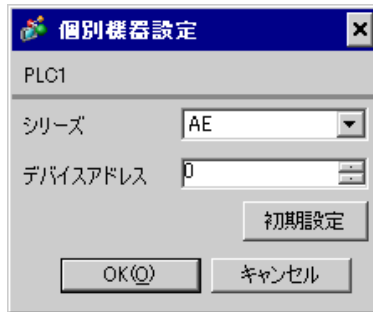 個別機器設定
PLC1
シリーズ AE
デバイスアドレス 0
初期設定
OK(O) キャンセル